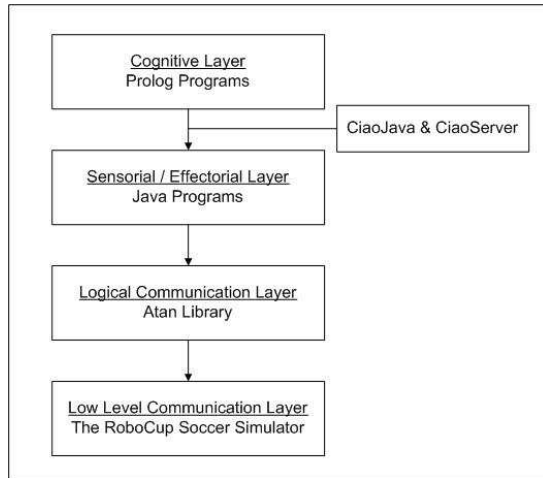 Cognitive Layer
Prolog Programs
CiaoJava & CiaoServer
Sensorial / Effectorial Layer
Java Programs
Logical Communication Layer
Atan Library
Low Level Communication Layer
The RoboCup Soccer Simulator